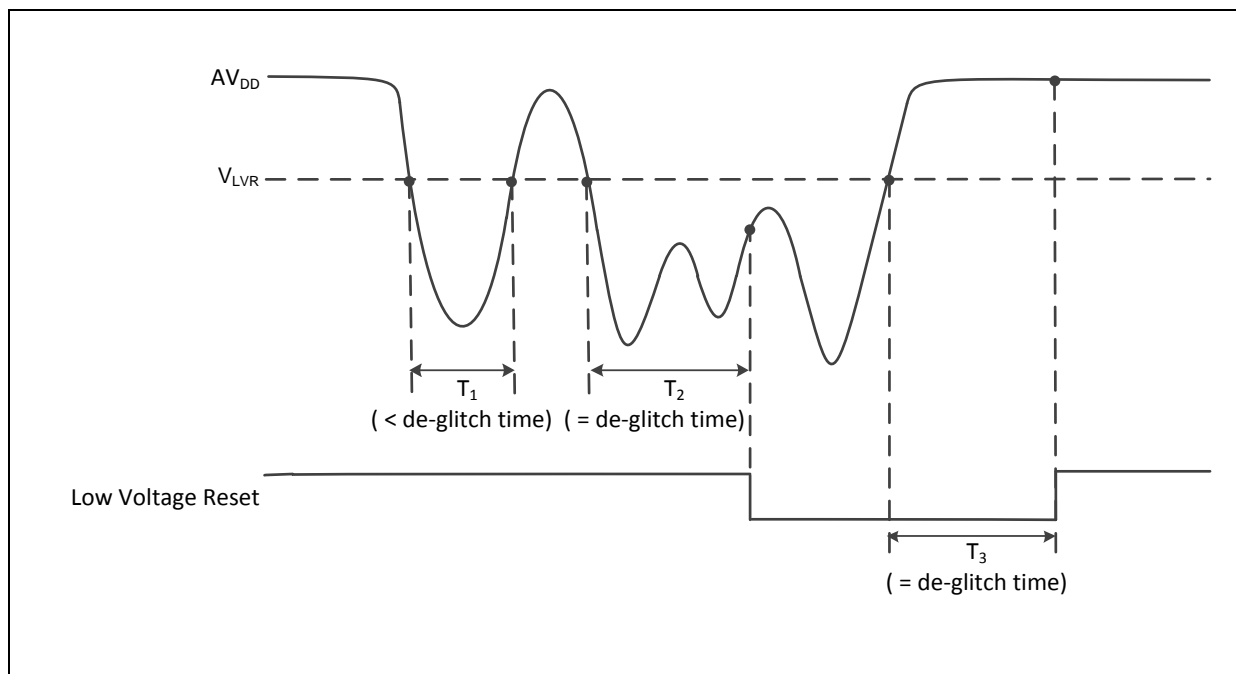 AVDD
VLVR
T1
( < de-glitch time)
T2
( = de-glitch time)
Low Voltage Reset
T3
( = de-glitch time)